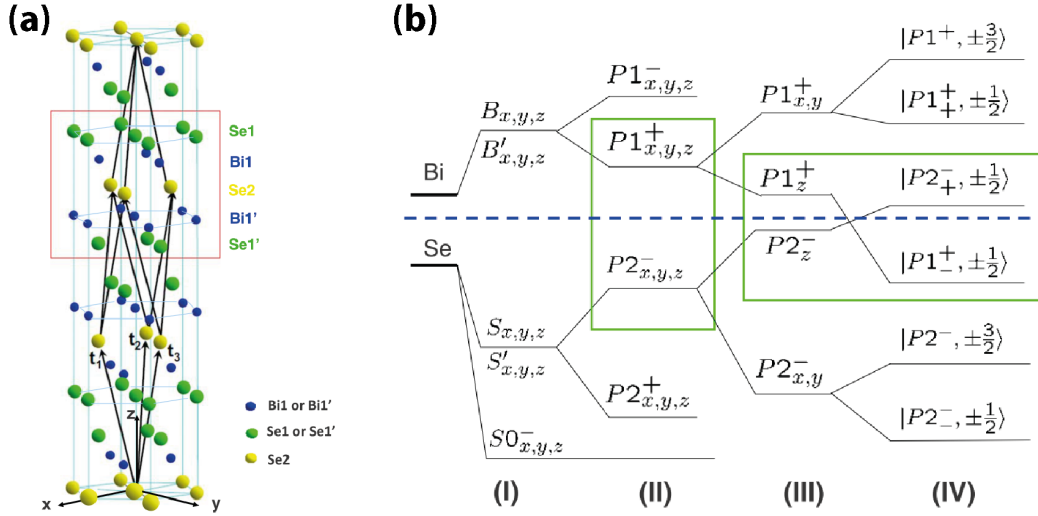 (a)
Se1
Bi1
Se2
Bi1′
Se1′
t₁
t₂
t₃
z
x
y
Bi1 or Bi1′
Se1 or Se1′
Se2
(b)
Bi
Se
B_{x,y,z}
B′_{x,y,z}
S_{x,y,z}
S′_{x,y,z}
S0⁻_{x,y,z}
(I)
P1⁻_{x,y,z}
P1⁺_{x,y,z}
P2⁻_{x,y,z}
P2⁺_{x,y,z}
(II)
P1⁺_{x,y}
P1⁺_z
P2⁻_z
P2⁻_{x,y}
(III)
|P1⁺, ±3/2⟩
|P1⁺₊, ±1/2⟩
|P2⁻₊, ±1/2⟩
|P1⁺₋, ±1/2⟩
|P2⁻, ±3/2⟩
|P2⁻₋, ±1/2⟩
(IV)